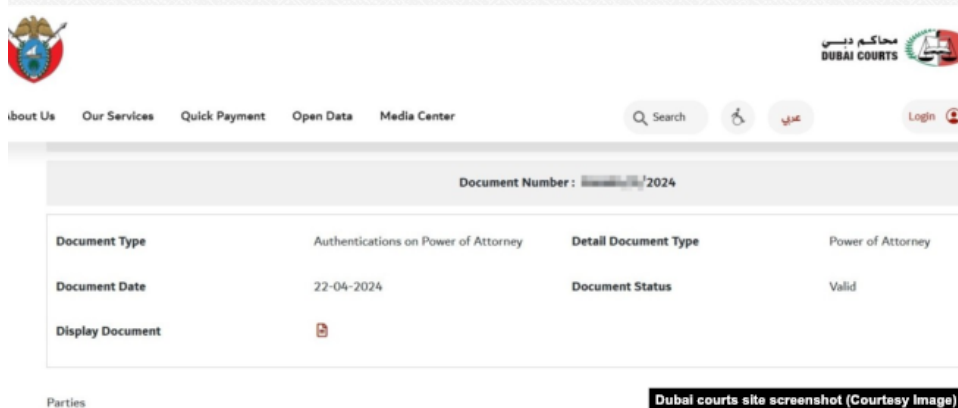 محاكم دبي
DUBAI COURTS
bout Us Our Services Quick Payment Open Data Media Center Search عربي Login
Document Number : /2024
Document Type Authentications on Power of Attorney Detail Document Type Power of Attorney
Document Date 22-04-2024 Document Status Valid
Display Document
Parties
Dubai courts site screenshot (Courtesy Image)